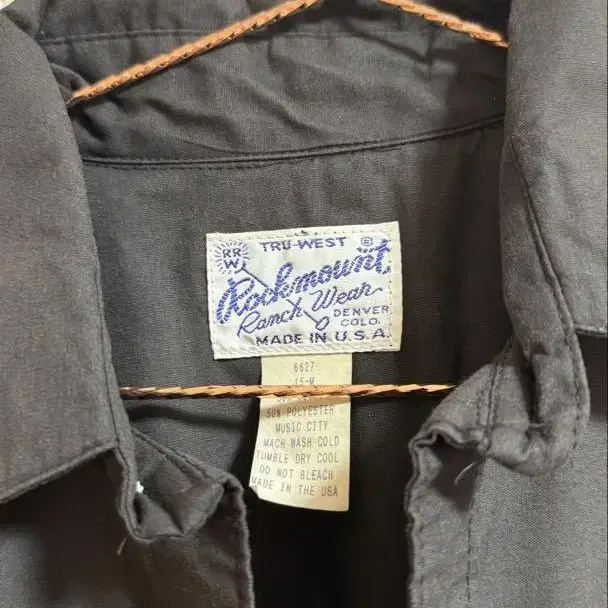 RR
W
TRU-WEST ®
Rockmount
Ranch Wear
DENVER
COLO.
MADE IN U.S.A.
6627
15-M
50% POLYESTER
MUSIC CITY
MACH WASH COLD
TUMBLE DRY COOL
DO NOT BLEACH
MADE IN THE USA